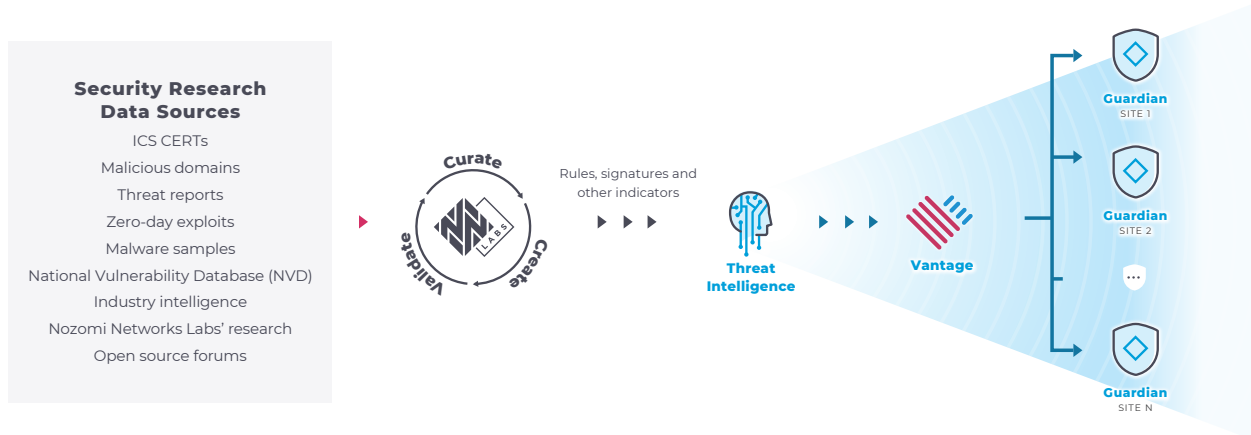 Security Research
Data Sources
ICS CERTs
Malicious domains
Threat reports
Zero-day exploits
Malware samples
National Vulnerability Database (NVD)
Industry intelligence
Nozomi Networks Labs’ research
Open source forums
Curate
Create
Validate
NN
LABS
Rules, signatures and
other indicators
Threat
Intelligence
Vantage
Guardian
SITE 1
Guardian
SITE 2
Guardian
SITE N